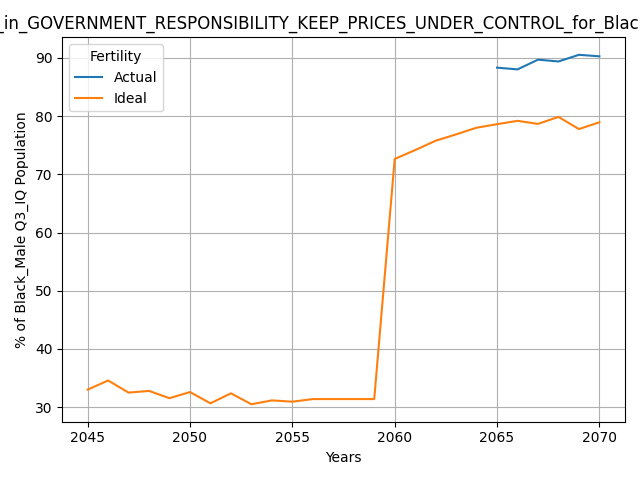 _in_GOVERNMENT_RESPONSIBILITY_KEEP_PRICES_UNDER_CONTROL_for_Blac
Fertility
Actual
Ideal
% of Black_Male Q3_IQ Population
90
80
70
60
50
40
30
2045 2050 2055 2060 2065 2070
Years